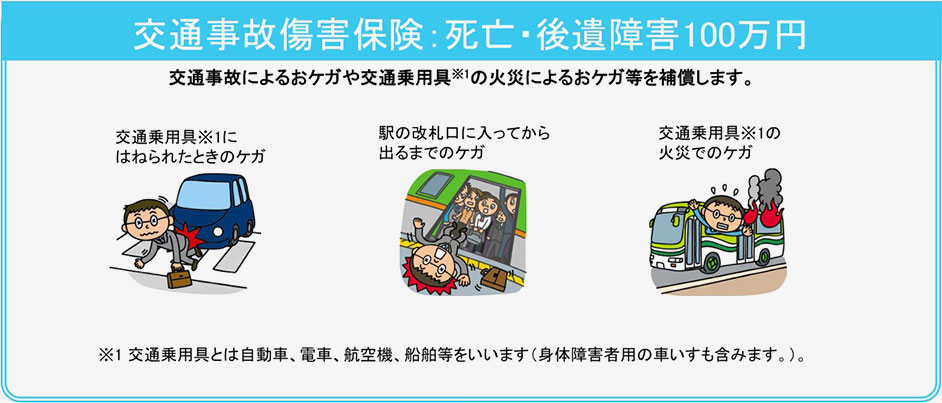 交通事故傷害保険：死亡・後遺障害100万円
交通事故によるおケガや交通乗用具※1の火災によるおケガ等を補償します。
交通乗用具※1に
はねられたときのケガ
駅の改札口に入ってから
出るまでのケガ
交通乗用具※1の
火災でのケガ
※1 交通乗用具とは自動車、電車、航空機、船舶等をいいます（身体障害者用の車いすも含みます。）。